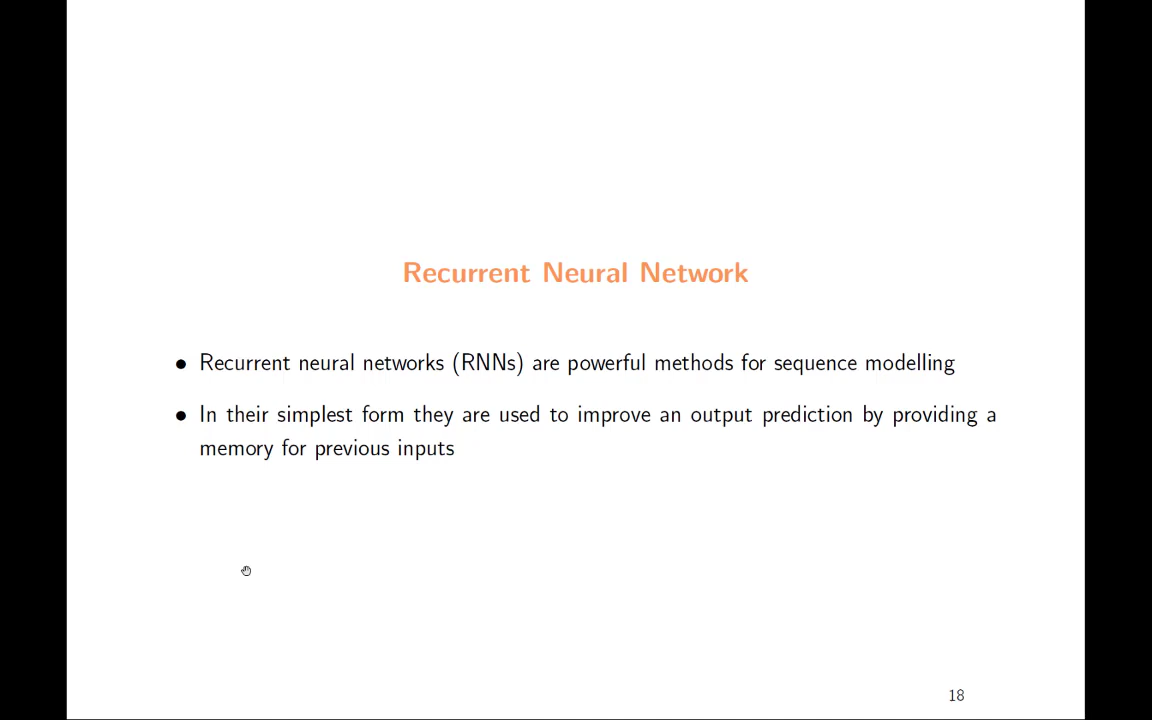 Recurrent Neural Network
• Recurrent neural networks (RNNs) are powerful methods for sequence modelling
• In their simplest form they are used to improve an output prediction by providing a
memory for previous inputs
18